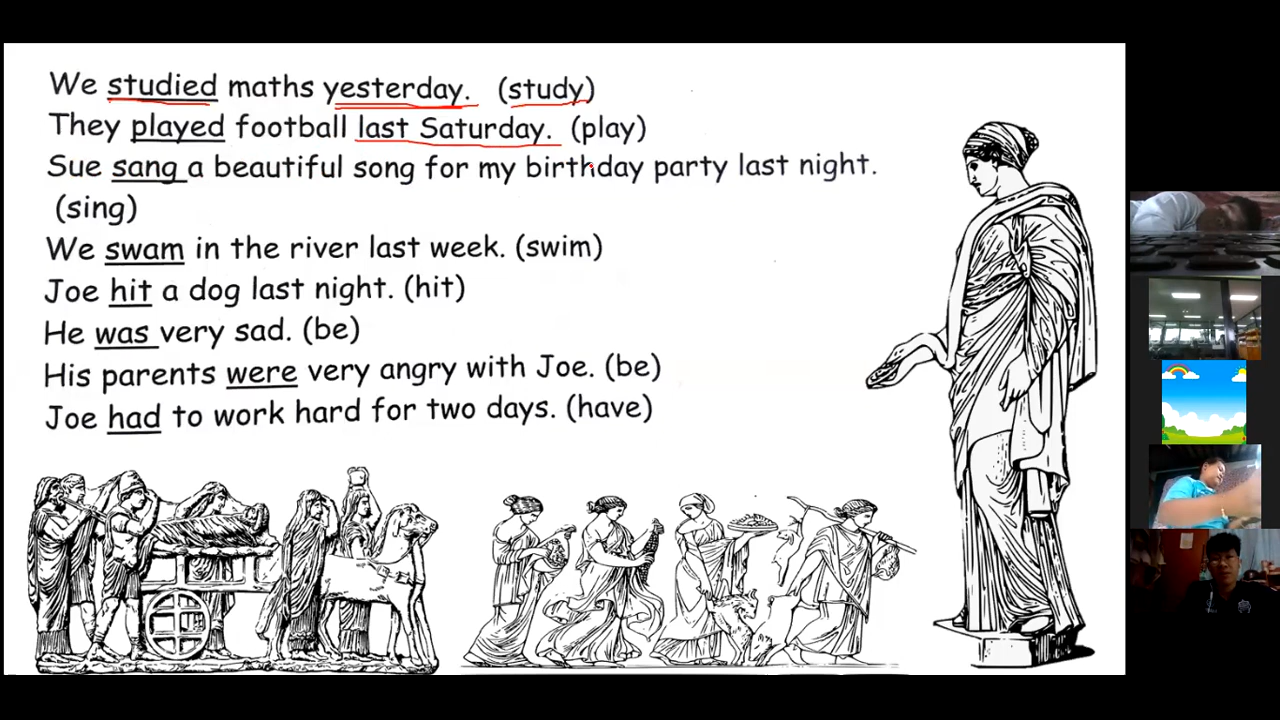 We studied maths yesterday. (study)
They played football last Saturday. (play)
Sue sang a beautiful song for my birthday party last night.
(sing)
We swam in the river last week. (swim)
Joe hit a dog last night. (hit)
He was very sad. (be)
His parents were very angry with Joe. (be)
Joe had to work hard for two days. (have)